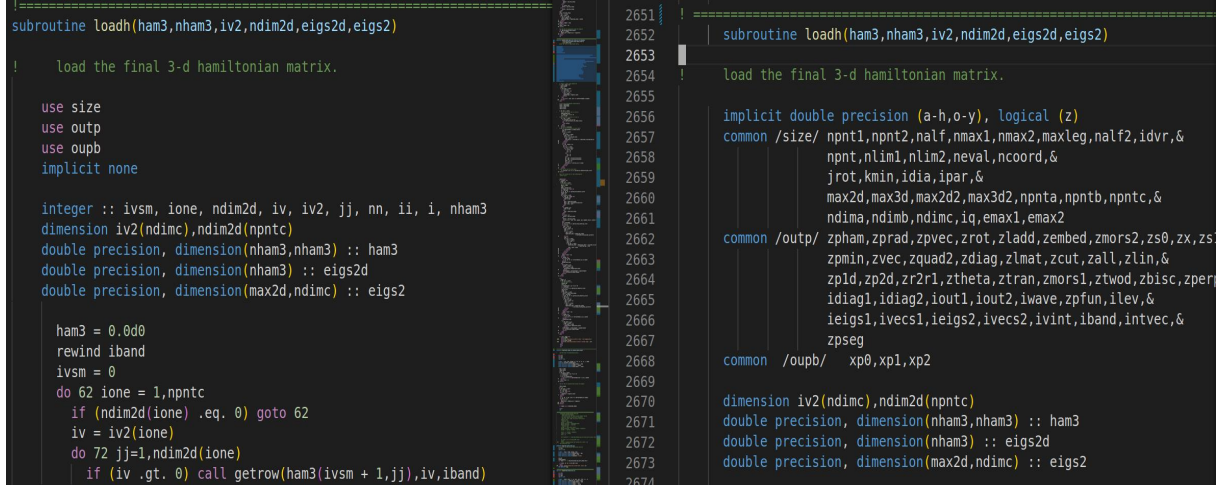 !=======================================================================
subroutine loadh(ham3,nham3,iv2,ndim2d,eigs2d,eigs2)
! load the final 3-d hamiltonian matrix.
use size
use outp
use oupb
implicit none
integer :: ivsm, ione, ndim2d, iv, iv2, jj, nn, ii, i, nham3
dimension iv2(ndimc),ndim2d(npntc)
double precision, dimension(nham3,nham3) :: ham3
double precision, dimension(nham3) :: eigs2d
double precision, dimension(max2d,ndimc) :: eigs2
ham3 = 0.0d0
rewind iband
ivsm = 0
do 62 ione = 1,npntc
if (ndim2d(ione) .eq. 0) goto 62
iv = iv2(ione)
do 72 jj=1,ndim2d(ione)
if (iv .gt. 0) call getrow(ham3(ivsm + 1,jj),iv,iband)
2651 ! =====================================================================
2652 subroutine loadh(ham3,nham3,iv2,ndim2d,eigs2d,eigs2)
2653
2654 ! load the final 3-d hamiltonian matrix.
2655
2656 implicit double precision (a-h,o-y), logical (z)
2657 common /size/ npnt1,npnt2,nalf,nmax1,nmax2,maxleg,nalf2,idvr,&
2658 npnt,nlim1,nlim2,neval,ncoord,&
2659 jrot,kmin,idia,ipar,&
2660 max2d,max3d,max2d2,max3d2,npnta,npntb,npntc,&
2661 ndima,ndimb,ndimc,iq,emax1,emax2
2662 common /outp/ zpham,zprad,zpvec,zrot,zladd,zembed,zmors2,zs0,zx,zs1
2663 zpmin,zvec,zquad2,zdiag,zlmat,zcut,zall,zlin,&
2664 zp1d,zp2d,zr2r1,ztheta,ztran,zmors1,ztwod,zbisc,zperp
2665 idiag1,idiag2,iout1,iout2,iwave,zpfun,ilev,&
2666 ieigs1,ivecs1,ieigs2,ivecs2,ivint,iband,intvec,&
2667 zpseg
2668 common /oupb/ xp0,xp1,xp2
2669
2670 dimension iv2(ndimc),ndim2d(npntc)
2671 double precision, dimension(nham3,nham3) :: ham3
2672 double precision, dimension(nham3) :: eigs2d
2673 double precision, dimension(max2d,ndimc) :: eigs2
2674